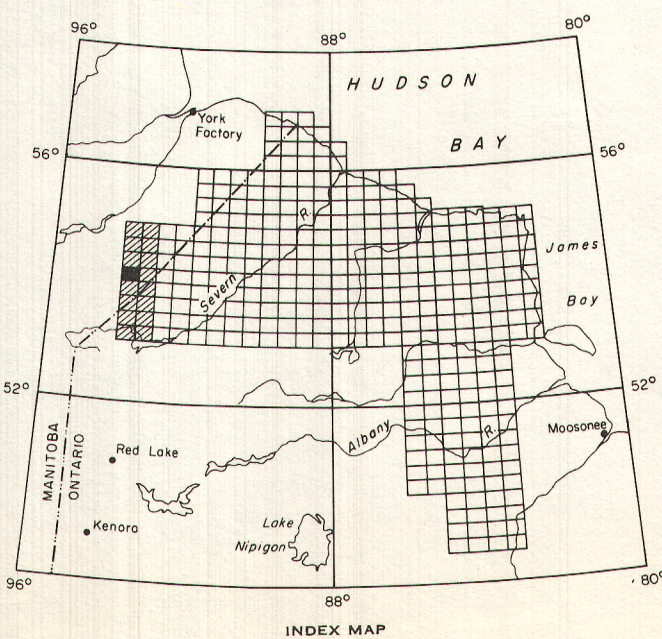 96°
88°
80°
HUDSON
BAY
York
Factory
56°
56°
R.
Severn
James
Bay
52°
52°
MANITOBA
ONTARIO
Red Lake
Albany
R.
Moosonee
Kenora
Lake
Nipigon
96°
88°
80°
INDEX MAP